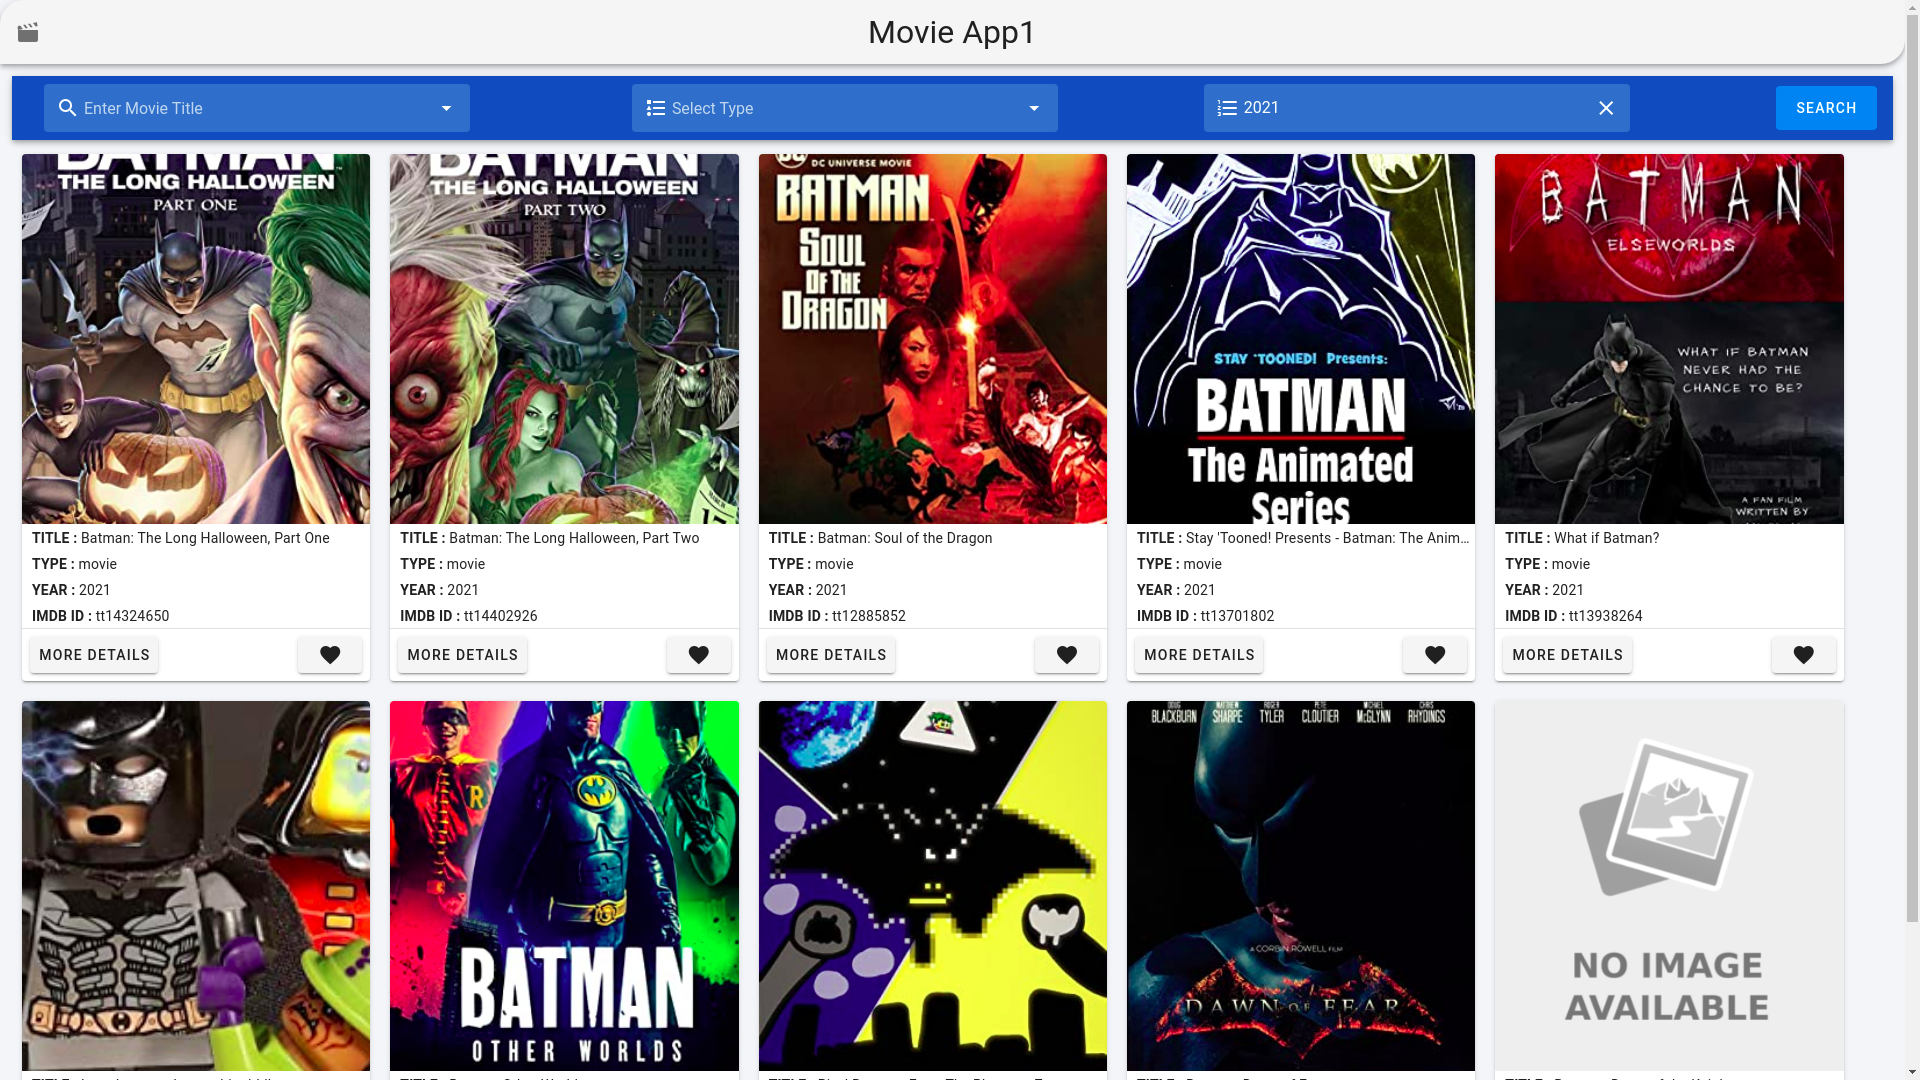 Movie App1
Enter Movie Title
Select Type
2021
SEARCH
BATMAN
THE LONG HALLOWEEN
PART ONE
BATMAN
THE LONG HALLOWEEN
PART TWO
DC UNIVERSE MOVIE
BATMAN
SOUL
OF THE
DRAGON
STAY 'TOONED! Presents:
BATMAN
The Animated
Series
BATMAN
ELSEWORLDS
WHAT IF BATMAN
NEVER HAD THE
CHANCE TO BE?
A FAN FILM
WRITTEN BY
TITLE : Batman: The Long Halloween, Part One
TYPE : movie
YEAR : 2021
IMDB ID : tt14324650
MORE DETAILS
TITLE : Batman: The Long Halloween, Part Two
TYPE : movie
YEAR : 2021
IMDB ID : tt14402926
MORE DETAILS
TITLE : Batman: Soul of the Dragon
TYPE : movie
YEAR : 2021
IMDB ID : tt12885852
MORE DETAILS
TITLE : Stay 'Tooned! Presents - Batman: The Anim...
TYPE : movie
YEAR : 2021
IMDB ID : tt13701802
MORE DETAILS
TITLE : What if Batman?
TYPE : movie
YEAR : 2021
IMDB ID : tt13938264
MORE DETAILS
R
BATMAN
OTHER WORLDS
DOUG BLACKBURN MATTHEW SHARPE ROGER TYLER PETE CLOUTIER MICHAEL McGLYNN CHRIS RHYDINGS
A CORBIN ROWELL FILM
DAWN OF FEAR
NO IMAGE
AVAILABLE